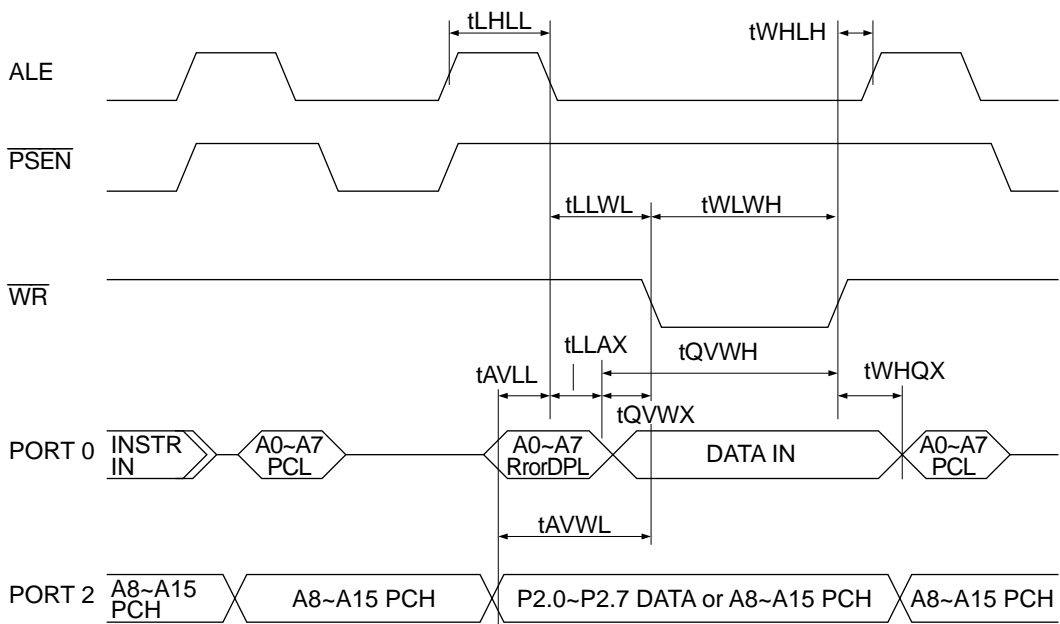 tLHLL
tWHLH
ALE
PSEN
tLLWL
tWLWH
WR
tLLAX
tQVWH
tAVLL
tWHQX
tQVWX
PORT 0
INSTR
IN
A0~A7
PCL
A0~A7
RrorDPL
DATA IN
A0~A7
PCL
tAVWL
PORT 2
A8~A15
PCH
A8~A15 PCH
P2.0~P2.7 DATA or A8~A15 PCH
A8~A15 PCH